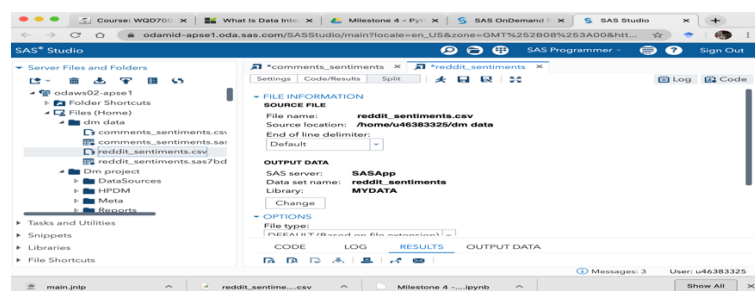 Course: WQD700
What Is Data Inte
Milestone 4 - Pyt
SAS OnDemand f
SAS Studio
odamid-apse1.oda.sas.com/SASStudio/main?locale=en_US&zone=GMT%252B08%253A00&htt...
SAS® Studio
SAS Programmer
Sign Out
Server Files and Folders
*comments_sentiments
*reddit_sentiments
Settings
Code/Results
Split
Log
Code
odaws02-apse1
Folder Shortcuts
Files (Home)
dm data
comments_sentiments.csv
comments_sentiments.sas
reddit_sentiments.csv
reddit_sentiments.sas7bd
Dm project
DataSources
HPDM
Meta
Reports
Tasks and Utilities
Snippets
Libraries
File Shortcuts
FILE INFORMATION
SOURCE FILE
File name: reddit_sentiments.csv
Source location: /home/u46383325/dm data
End of line delimiter:
Default
OUTPUT DATA
SAS server: SASApp
Data set name: reddit_sentiments
Library: MYDATA
Change
OPTIONS
File type:
DEFAULT (Based on file extension)
CODE
LOG
RESULTS
OUTPUT DATA
Messages: 3
User: u46383325
main.jnlp
reddit_sentime....csv
Milestone 4 -....ipynb
Show All